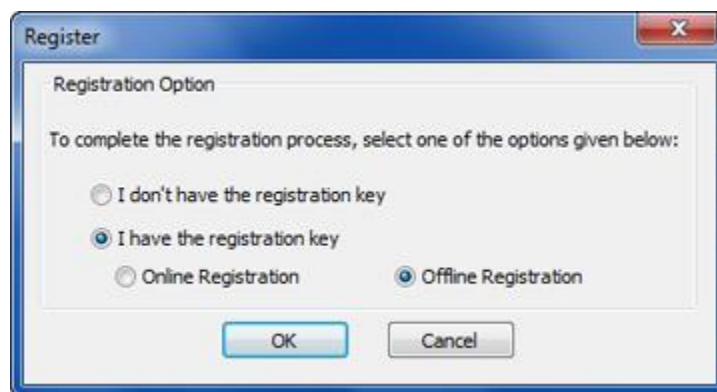 Register
Registration Option
To complete the registration process, select one of the options given below:
I don't have the registration key
I have the registration key
Online Registration Offline Registration
OK Cancel